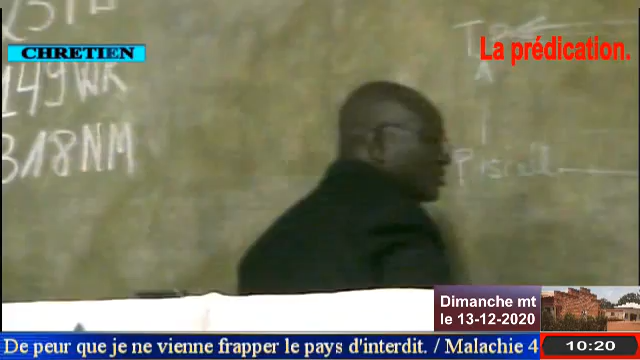 La prédication.
CHRETIEN
149WK
318NM
Dimanche mt
le 13-12-2020
De peur que je ne vienne frapper le pays d'interdit. / Malachie 4
10:20